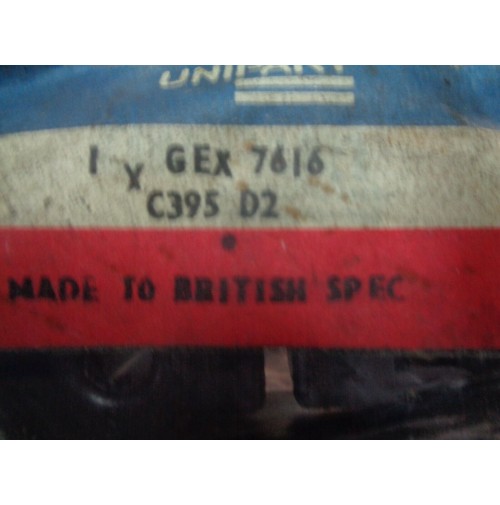 UNIPART
1 X GEX 7616
C395 D2
MADE TO BRITISH SPEC